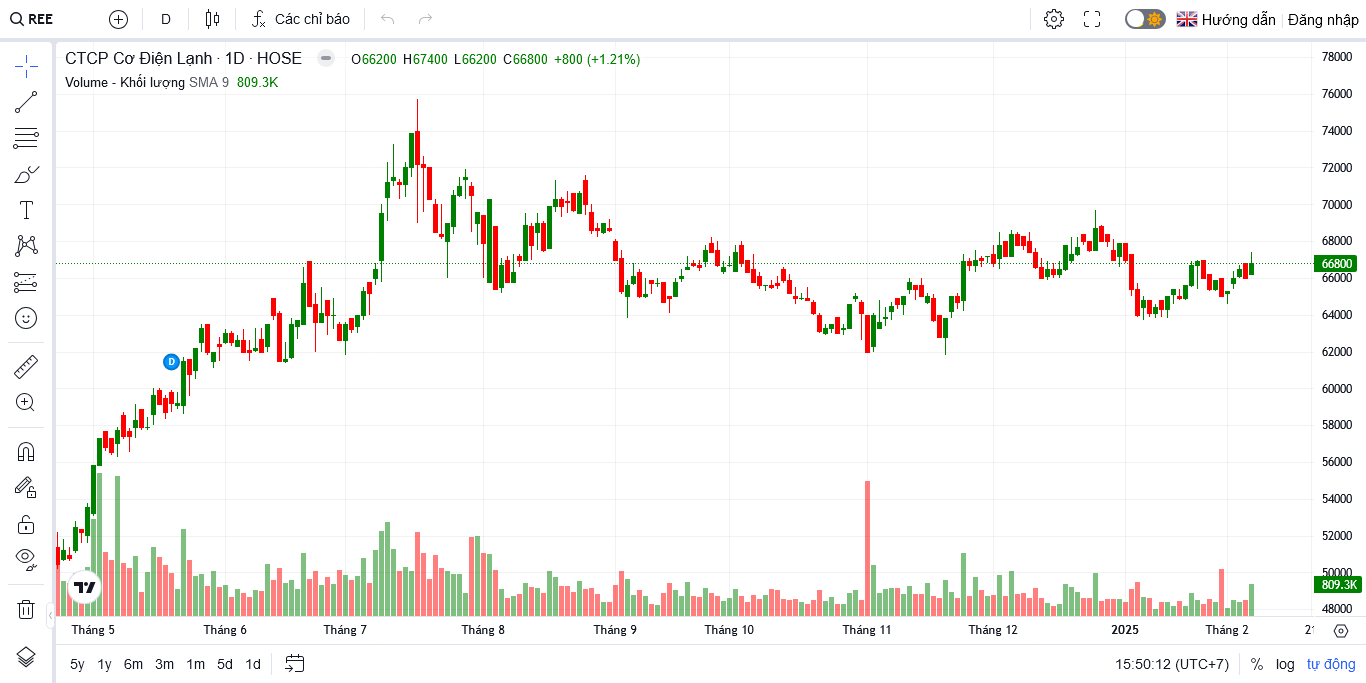 REE D Các chỉ báo Hướng dẫn Đăng nhập
CTCP Cơ Điện Lạnh · 1D · HOSE O66200 H67400 L66200 C66800 +800 (+1.21%)
Volume - Khối lượng SMA 9 809.3K
78000
76000
74000
72000
70000
68000
66800
66000
64000
62000
D
60000
58000
56000
54000
52000
50000
809.3K
48000
Tháng 5 Tháng 6 Tháng 7 Tháng 8 Tháng 9 Tháng 10 Tháng 11 Tháng 12 2025 Tháng 2
5y 1y 6m 3m 1m 5d 1d 15:50:12 (UTC+7) % log tự động